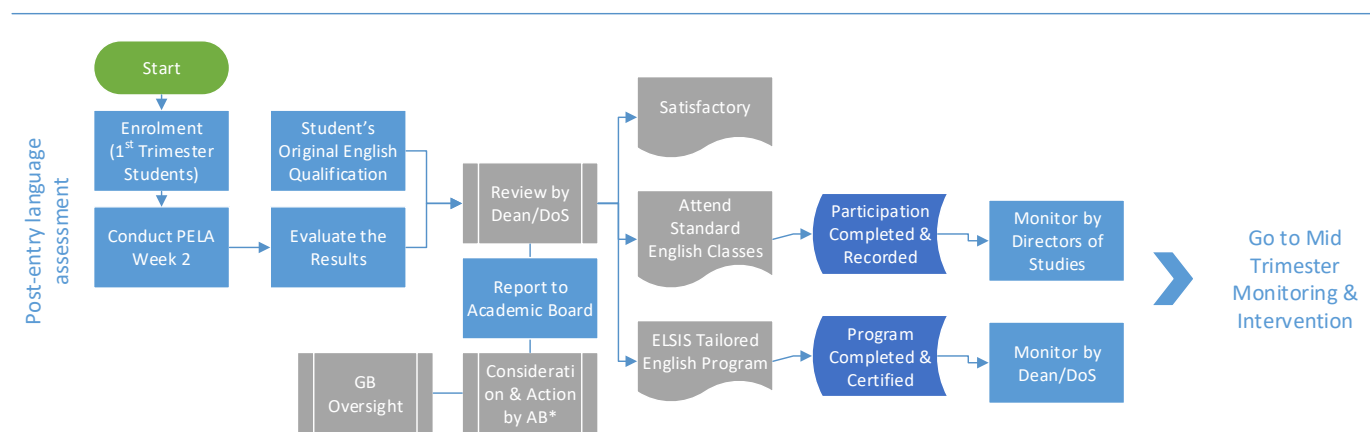 Post-entry language
assessment
Start
Enrolment
(1st Trimester
Students)
Conduct PELA
Week 2
Student's
Original English
Qualification
Evaluate the
Results
Review by
Dean/DoS
Report to
Academic Board
Considerati
on & Action
by AB*
GB
Oversight
Satisfactory
Attend
Standard
English Classes
ELSIS Tailored
English Program
Participation
Completed &
Recorded
Program
Completed &
Certified
Monitor by
Directors of
Studies
Monitor by
Dean/DoS
Go to Mid
Trimester
Monitoring &
Intervention